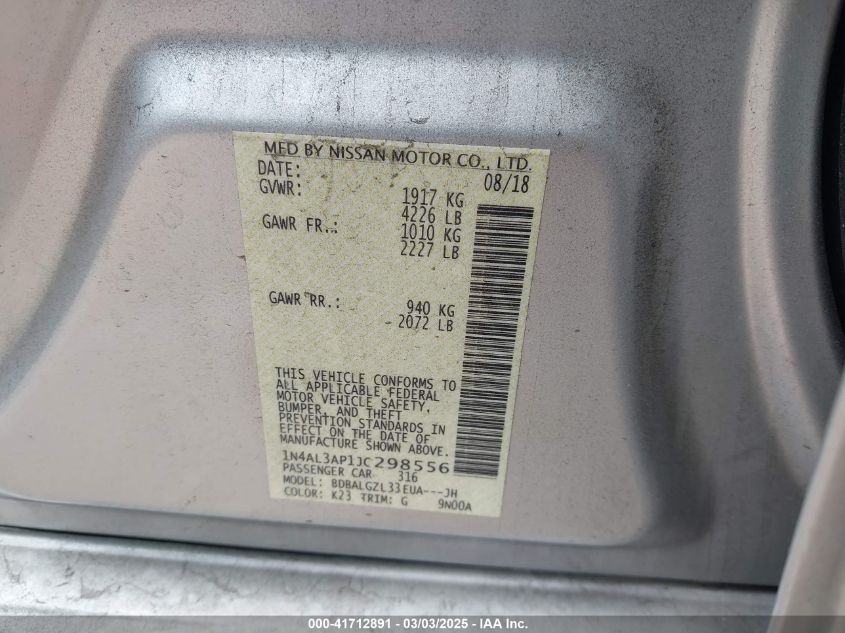 MFD BY NISSAN MOTOR CO., LTD.
DATE: 08/18
GVWR: 1917 KG
4226 LB
GAWR FR.: 1010 KG
2227 LB
GAWR RR.: 940 KG
2072 LB
THIS VEHICLE CONFORMS TO
ALL APPLICABLE FEDERAL
MOTOR VEHICLE SAFETY,
BUMPER, AND THEFT
PREVENTION STANDARDS IN
EFFECT ON THE DATE OF
MANUFACTURE SHOWN ABOVE.
1N4AL3AP1JC298556
PASSENGER CAR 316
MODEL: BDBALGZL33EUA---JH
COLOR: K23 TRIM: G 9N00A
000-41712891 - 03/03/2025 - IAA Inc.